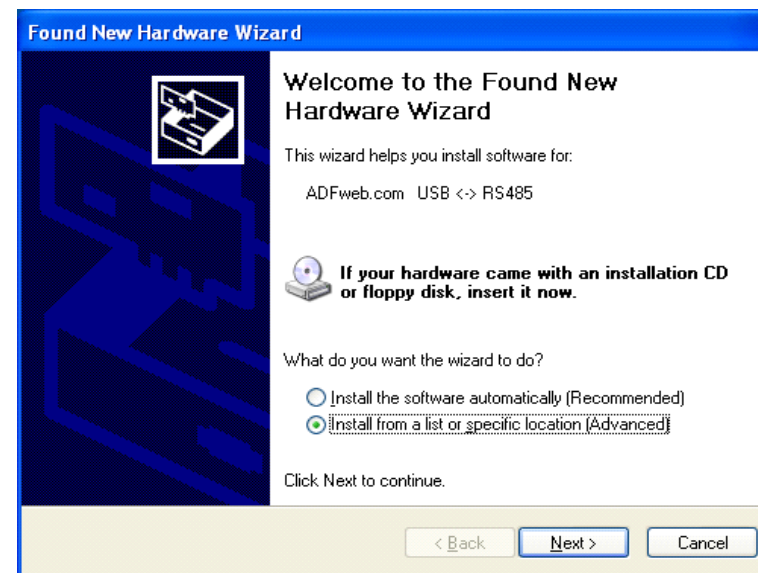 Found New Hardware Wizard
Welcome to the Found New
Hardware Wizard
This wizard helps you install software for:
ADFweb.com USB <-> RS485
If your hardware came with an installation CD
or floppy disk, insert it now.
What do you want the wizard to do?
Install the software automatically (Recommended)
Install from a list or specific location (Advanced)
Click Next to continue.
< Back Next > Cancel